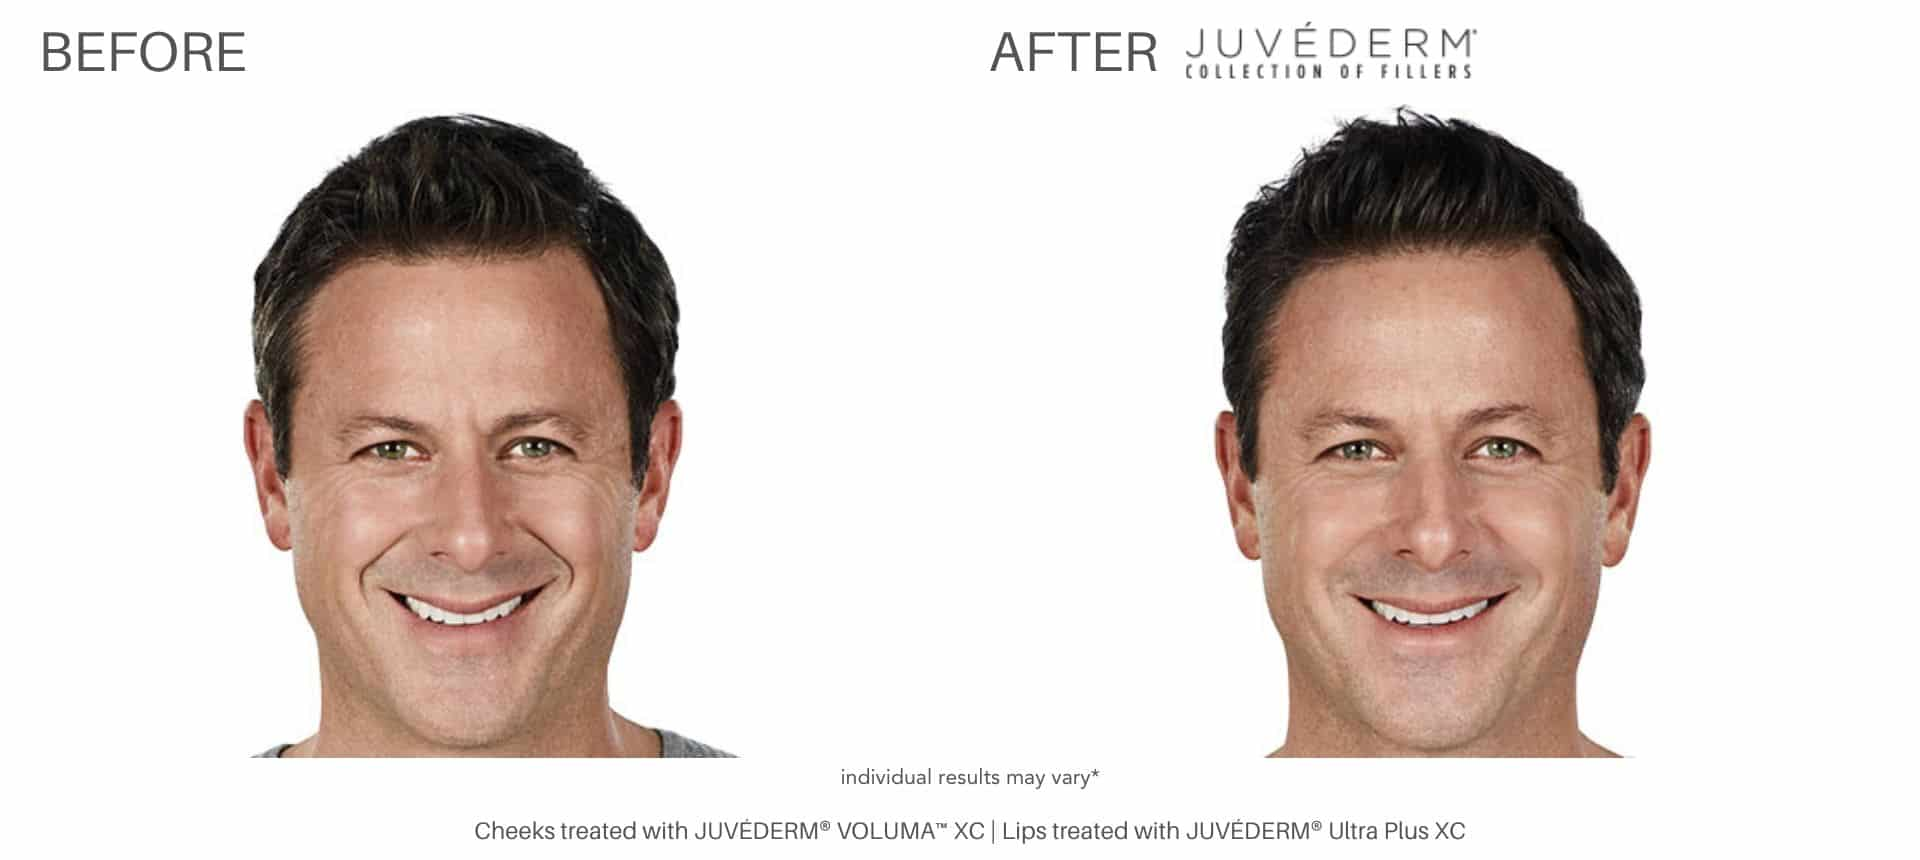 BEFORE
AFTER JUVÉDERM®
COLLECTION OF FILLERS
individual results may vary*
Cheeks treated with JUVÉDERM® VOLUMA™ XC | Lips treated with JUVÉDERM® Ultra Plus XC